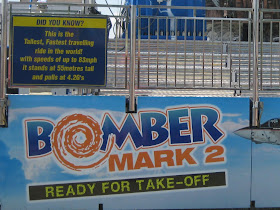 DID YOU KNOW?
This is the
Tallest, Fastest travelling
ride in the world!
with speeds of up to 83mph
it stands at 55metres tall
and pulls at 4.2G's
BOMBER
MARK 2
READY FOR TAKE-OFF